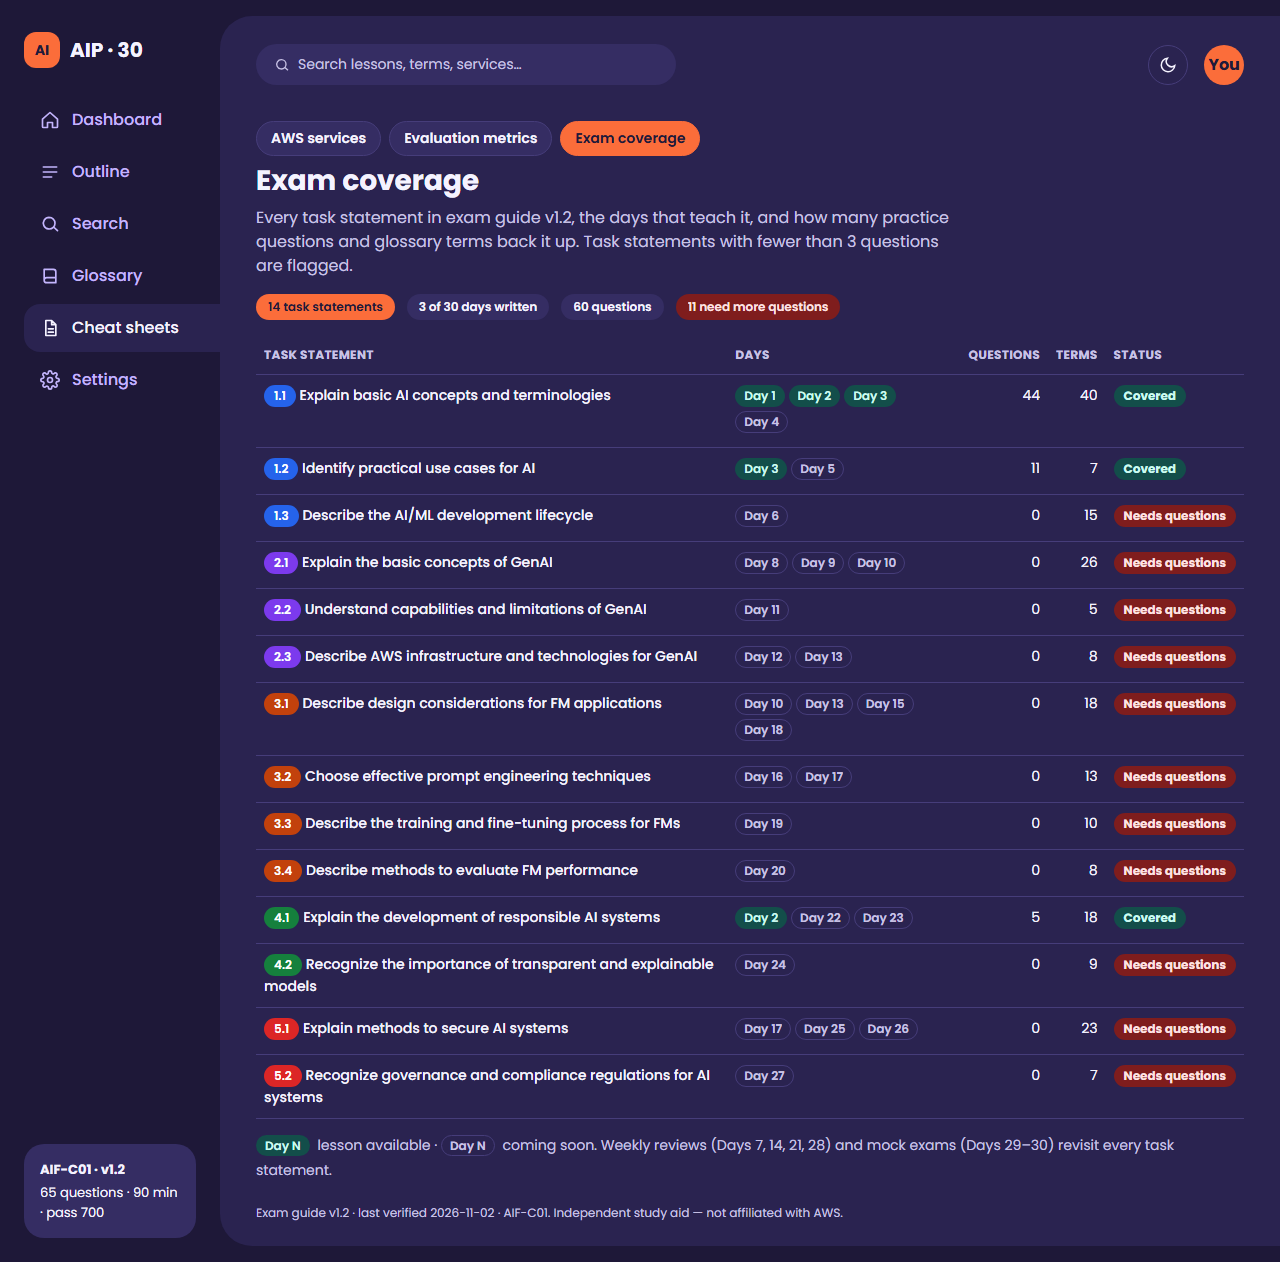 AI AIP · 30
Dashboard
Outline
Search
Glossary
Cheat sheets
Settings
AIF-C01 · v1.2
65 questions · 90 min
· pass 700
Search lessons, terms, services...
You
AWS services Evaluation metrics Exam coverage
Exam coverage
Every task statement in exam guide v1.2, the days that teach it, and how many practice
questions and glossary terms back it up. Task statements with fewer than 3 questions
are flagged.
14 task statements 3 of 30 days written 60 questions 11 need more questions
TASK STATEMENT DAYS QUESTIONS TERMS STATUS
1.1 Explain basic AI concepts and terminologies Day 1 Day 2 Day 3 44 40 Covered
Day 4
1.2 Identify practical use cases for AI Day 3 Day 5 11 7 Covered
1.3 Describe the AI/ML development lifecycle Day 6 0 15 Needs questions
2.1 Explain the basic concepts of GenAI Day 8 Day 9 Day 10 0 26 Needs questions
2.2 Understand capabilities and limitations of GenAI Day 11 0 5 Needs questions
2.3 Describe AWS infrastructure and technologies for GenAI Day 12 Day 13 0 8 Needs questions
3.1 Describe design considerations for FM applications Day 10 Day 13 Day 15 0 18 Needs questions
Day 18
3.2 Choose effective prompt engineering techniques Day 16 Day 17 0 13 Needs questions
3.3 Describe the training and fine-tuning process for FMs Day 19 0 10 Needs questions
3.4 Describe methods to evaluate FM performance Day 20 0 8 Needs questions
4.1 Explain the development of responsible AI systems Day 2 Day 22 Day 23 5 18 Covered
4.2 Recognize the importance of transparent and explainable Day 24 0 9 Needs questions
models
5.1 Explain methods to secure AI systems Day 17 Day 25 Day 26 0 23 Needs questions
5.2 Recognize governance and compliance regulations for AI Day 27 0 7 Needs questions
systems
Day N lesson available · Day N coming soon. Weekly reviews (Days 7, 14, 21, 28) and mock exams (Days 29–30) revisit every task
statement.
Exam guide v1.2 · last verified 2026-11-02 · AIF-C01. Independent study aid — not affiliated with AWS.